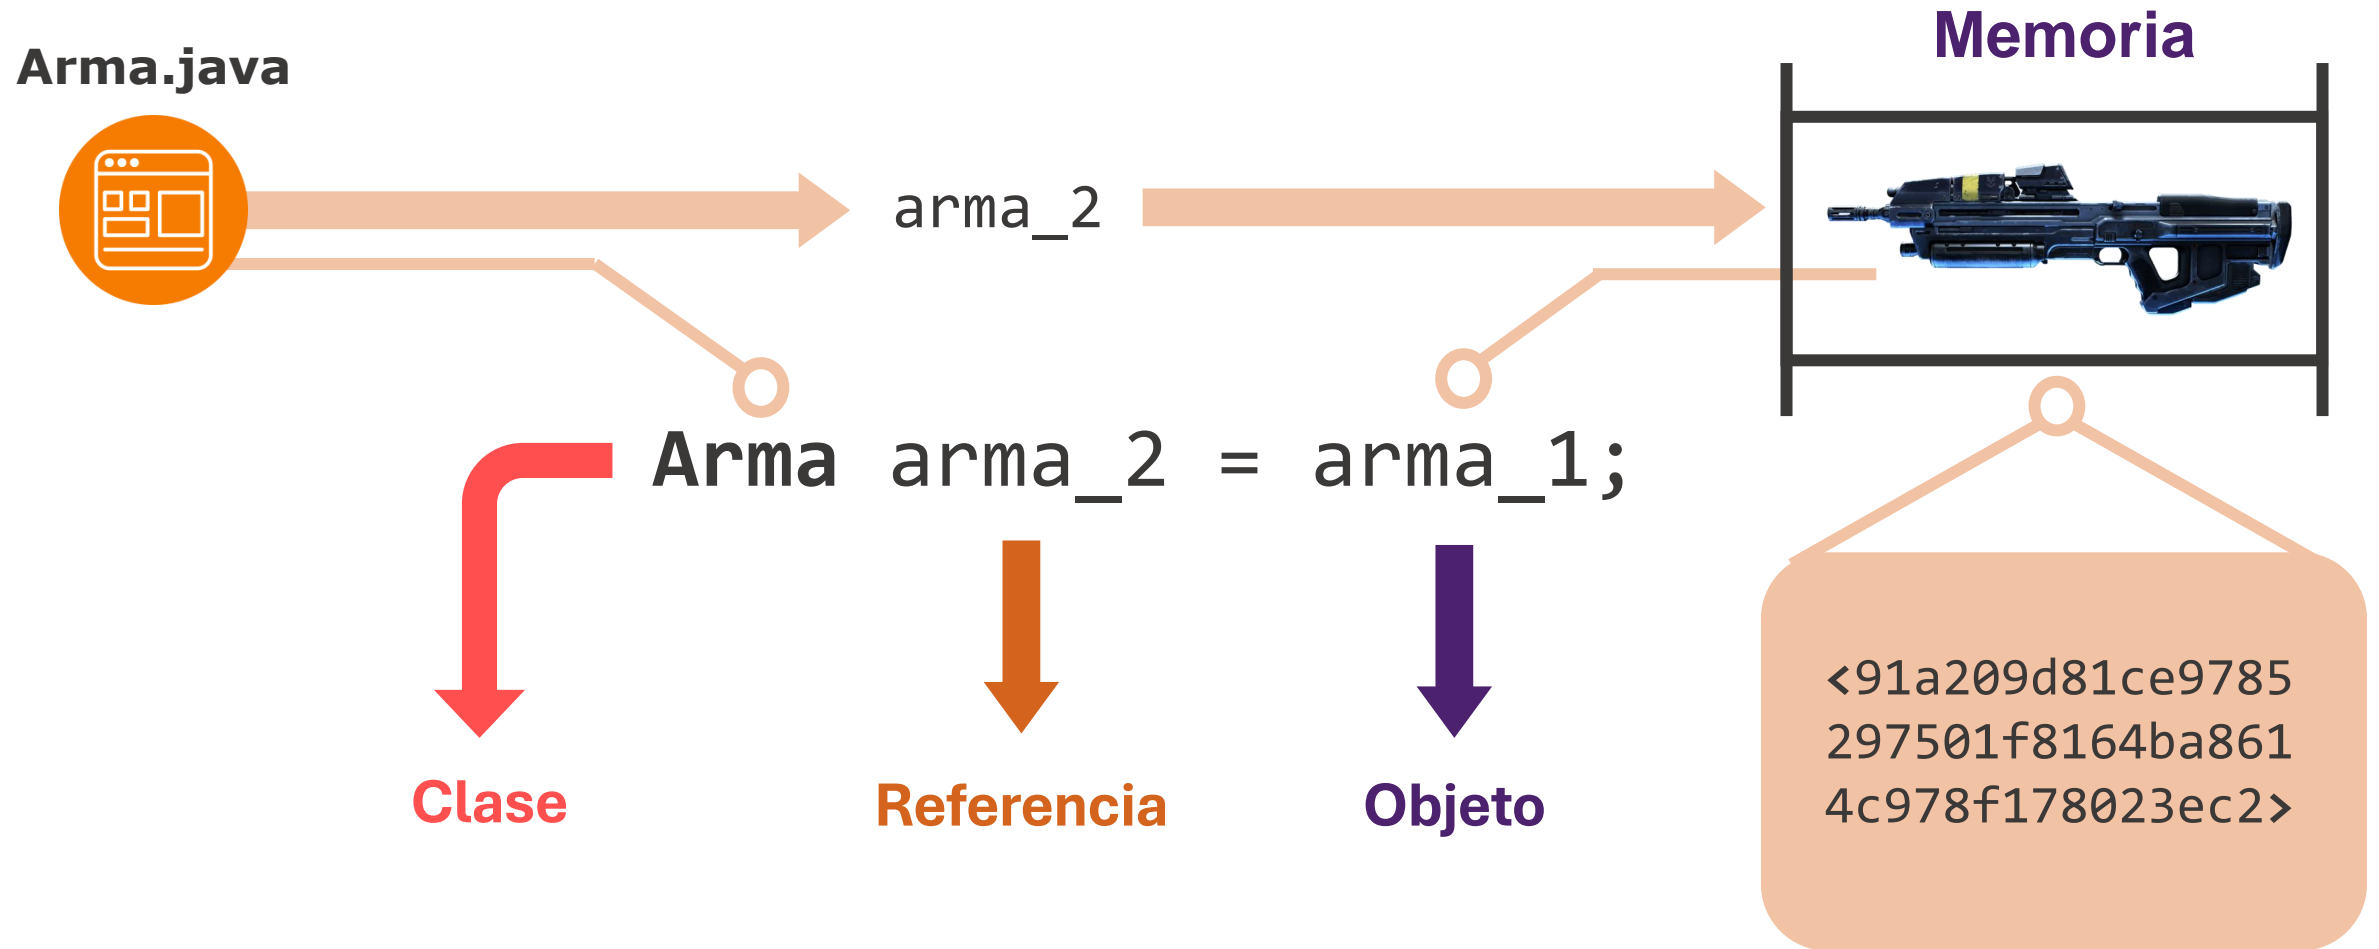 Memoria
Arma.java
arma_2
Arma arma_2 = arma_1;
Clase
Referencia
Objeto
<91a209d81ce9785
297501f8164ba861
4c978f178023ec2>